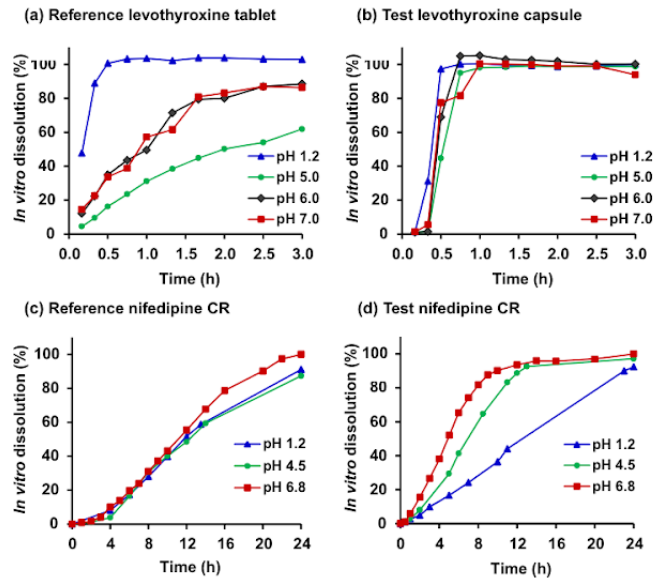 (a) Reference levothyroxine tablet
In vitro dissolution (%)
100
80
60
40
20
0
pH 1.2
pH 5.0
pH 6.0
pH 7.0
0.0 0.5 1.0 1.5 2.0 2.5 3.0
Time (h)
(b) Test levothyroxine capsule
In vitro dissolution (%)
100
80
60
40
20
0
pH 1.2
pH 5.0
pH 6.0
pH 7.0
0.0 0.5 1.0 1.5 2.0 2.5 3.0
Time (h)
(c) Reference nifedipine CR
In vitro dissolution (%)
100
80
60
40
20
0
pH 1.2
pH 4.5
pH 6.8
0 4 8 12 16 20 24
Time (h)
(d) Test nifedipine CR
In vitro dissolution (%)
100
80
60
40
20
0
pH 1.2
pH 4.5
pH 6.8
0 4 8 12 16 20 24
Time (h)